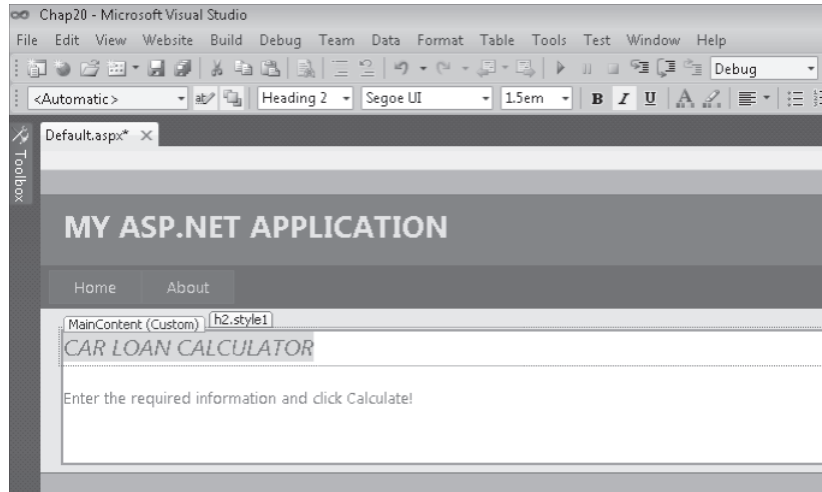 Chap20 - Microsoft Visual Studio
File Edit View Website Build Debug Team Data Format Table Tools Test Window Help
Debug
<Automatic> Heading 2 Segoe UI 1.5em B I U A
Toolbox
Default.aspx* ×
MY ASP.NET APPLICATION
Home About
MainContent (Custom) h2.style1
CAR LOAN CALCULATOR
Enter the required information and click Calculate!